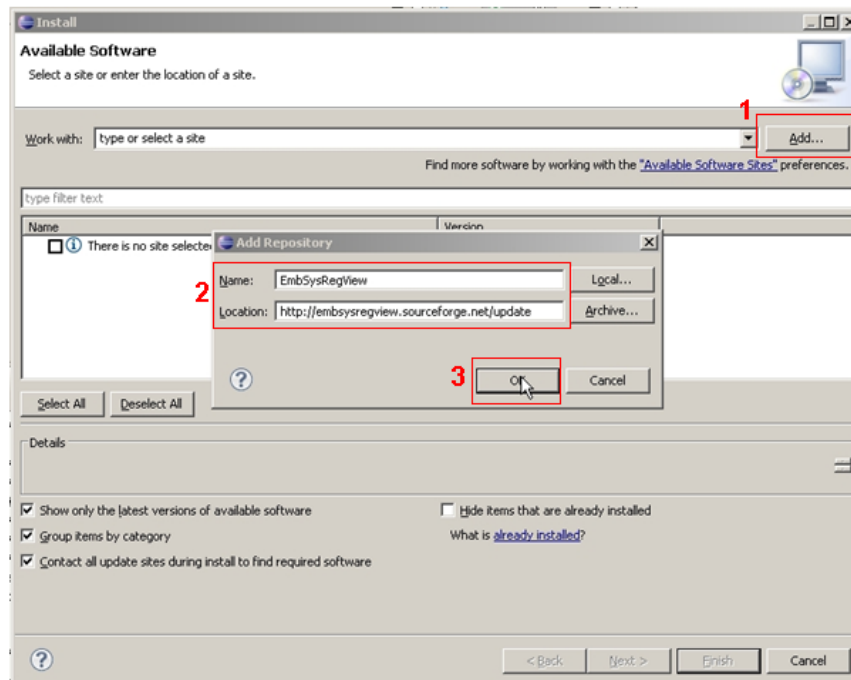 Install
Available Software
Select a site or enter the location of a site.
1
Work with: type or select a site Add...
Find more software by working with the "Available Software Sites" preferences.
type filter text
Name Version
There is no site selected
Add Repository
2
Name: EmbSysRegView Local...
Location: http://embsysregview.sourceforge.net/update Archive...
3
OK Cancel
Select All Deselect All
Details
Show only the latest versions of available software Hide items that are already installed
Group items by category What is already installed?
Contact all update sites during install to find required software
< Back Next > Finish Cancel